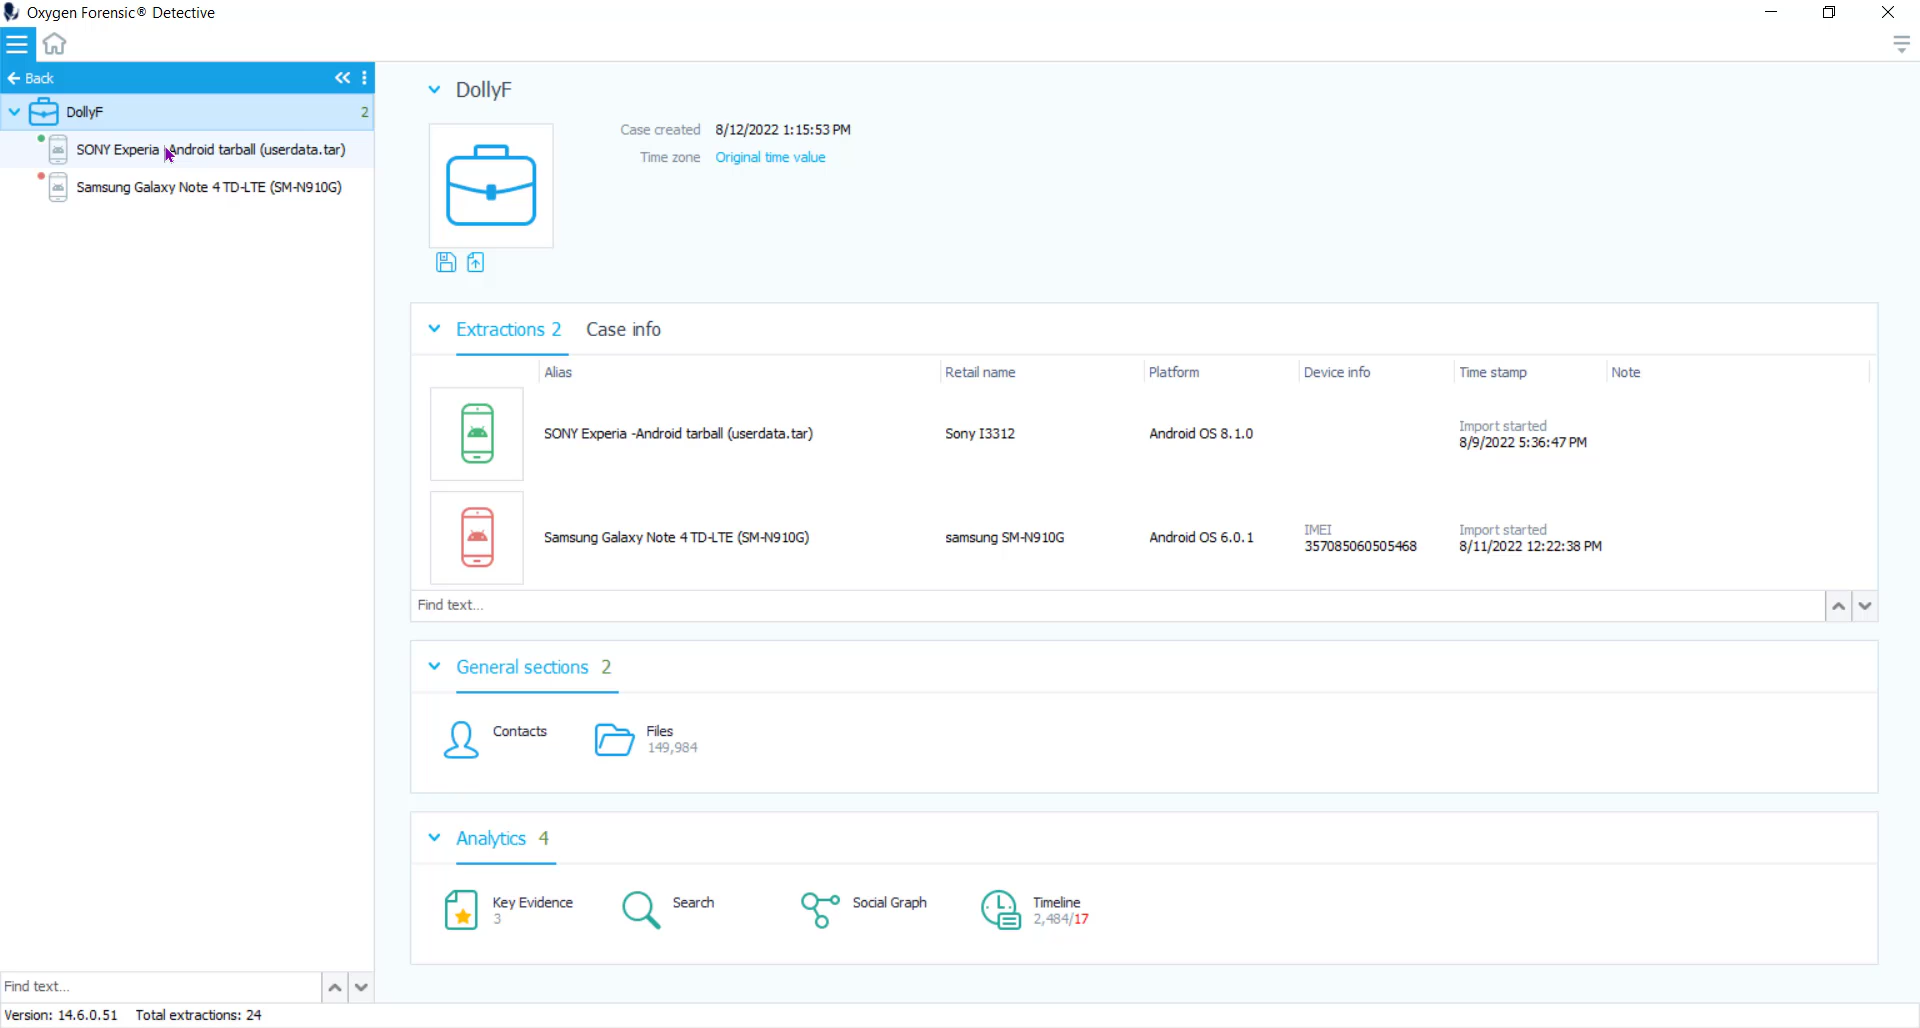 Oxygen Forensic® Detective
Back
DollyF 2
SONY Experia -Android tarball (userdata.tar)
Samsung Galaxy Note 4 TD-LTE (SM-N910G)
Find text...
DollyF
Case created 8/12/2022 1:15:53 PM
Time zone Original time value
Extractions 2 Case info
Alias Retail name Platform Device info Time stamp Note
SONY Experia -Android tarball (userdata.tar) Sony I3312 Android OS 8.1.0 Import started
8/9/2022 5:36:47 PM
Samsung Galaxy Note 4 TD-LTE (SM-N910G) samsung SM-N910G Android OS 6.0.1 IMEI Import started
357085060505468 8/11/2022 12:22:38 PM
Find text...
General sections 2
Contacts Files
149,984
Analytics 4
Key Evidence Search Social Graph Timeline
3 2,484/17
Version: 14.6.0.51 Total extractions: 24